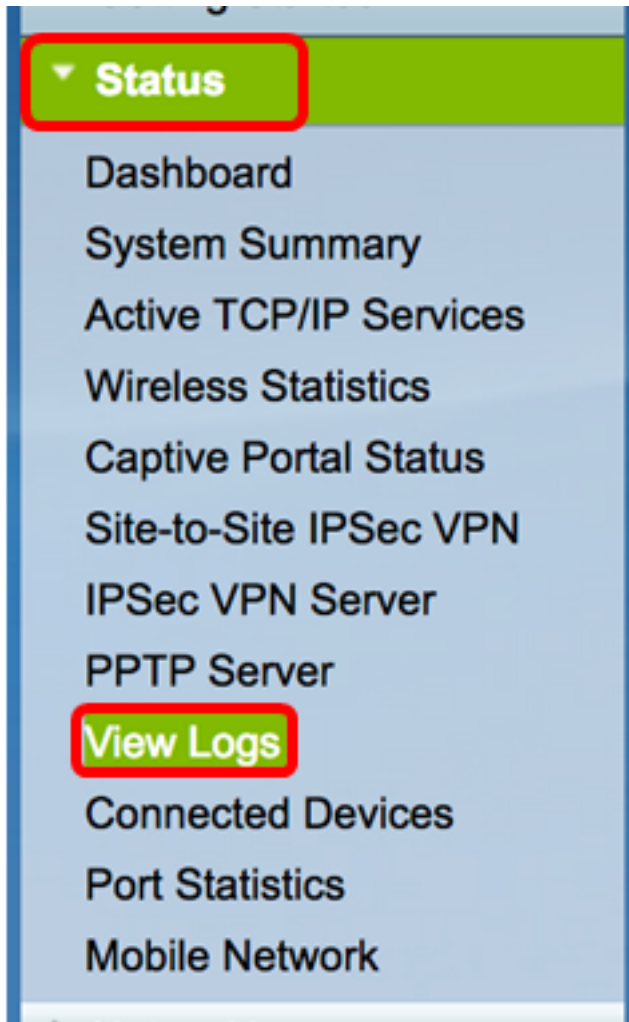 Status
Dashboard
System Summary
Active TCP/IP Services
Wireless Statistics
Captive Portal Status
Site-to-Site IPSec VPN
IPSec VPN Server
PPTP Server
View Logs
Connected Devices
Port Statistics
Mobile Network